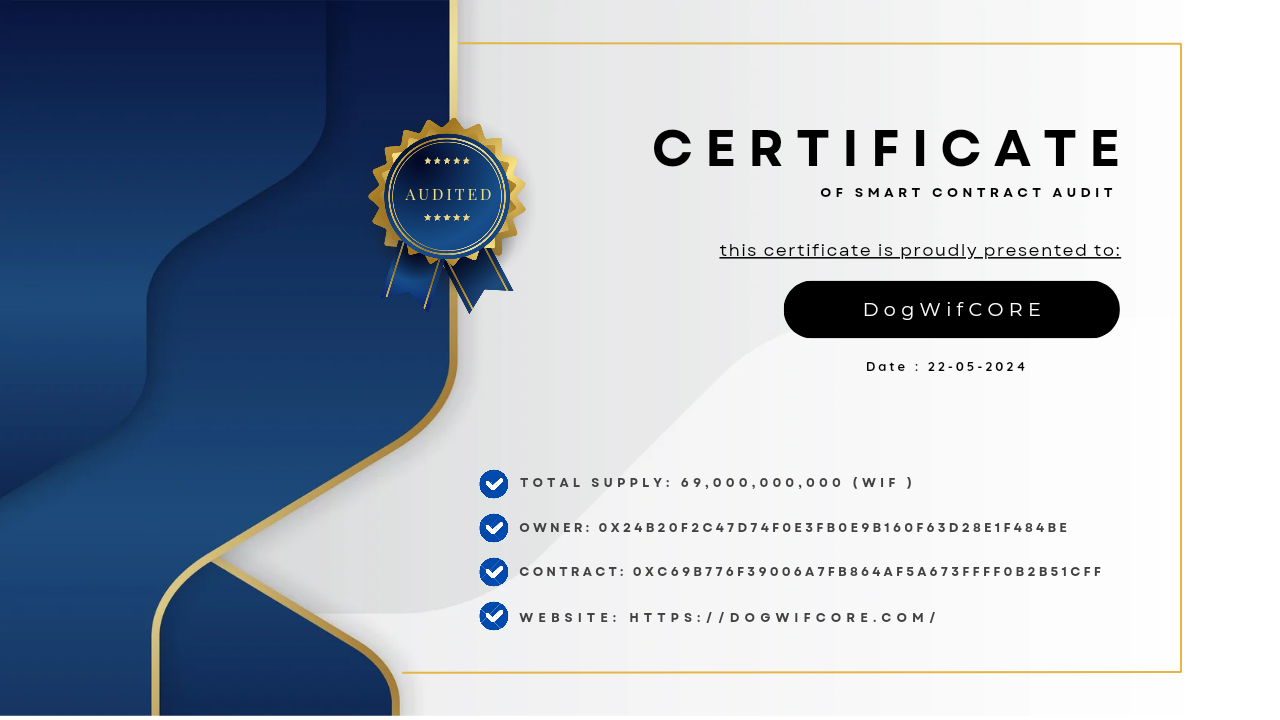 CERTIFICATE
OF SMART CONTRACT AUDIT
AUDITED
this certificate is proudly presented to:
DogWifCORE
Date : 22-05-2024
TOTAL SUPPLY: 69,000,000,000 (WIF )
OWNER: 0X24B20F2C47D74F0E3FB0E9B160F63D28E1F484BE
CONTRACT: 0XC69B776F39006A7FB864AF5A673FFFF0B2B51CFF
WEBSITE: HTTPS://DOGWIFCORE.COM/